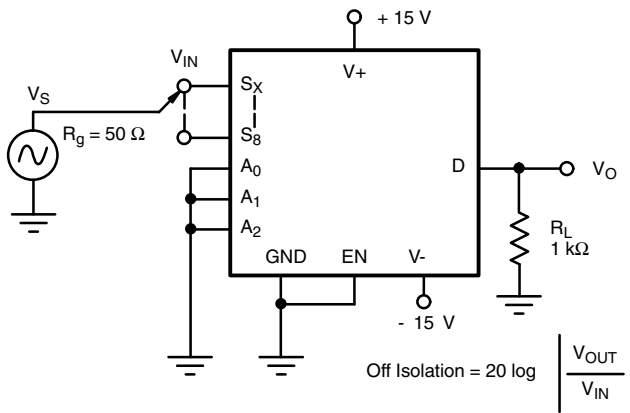 + 15 V
V+
V_IN
V_S
R_g = 50 Ω
S_X
S_8
A_0
A_1
A_2
D
V_O
R_L
1 kΩ
GND
EN
V-
- 15 V
Off Isolation = 20 log | V_OUT / V_IN